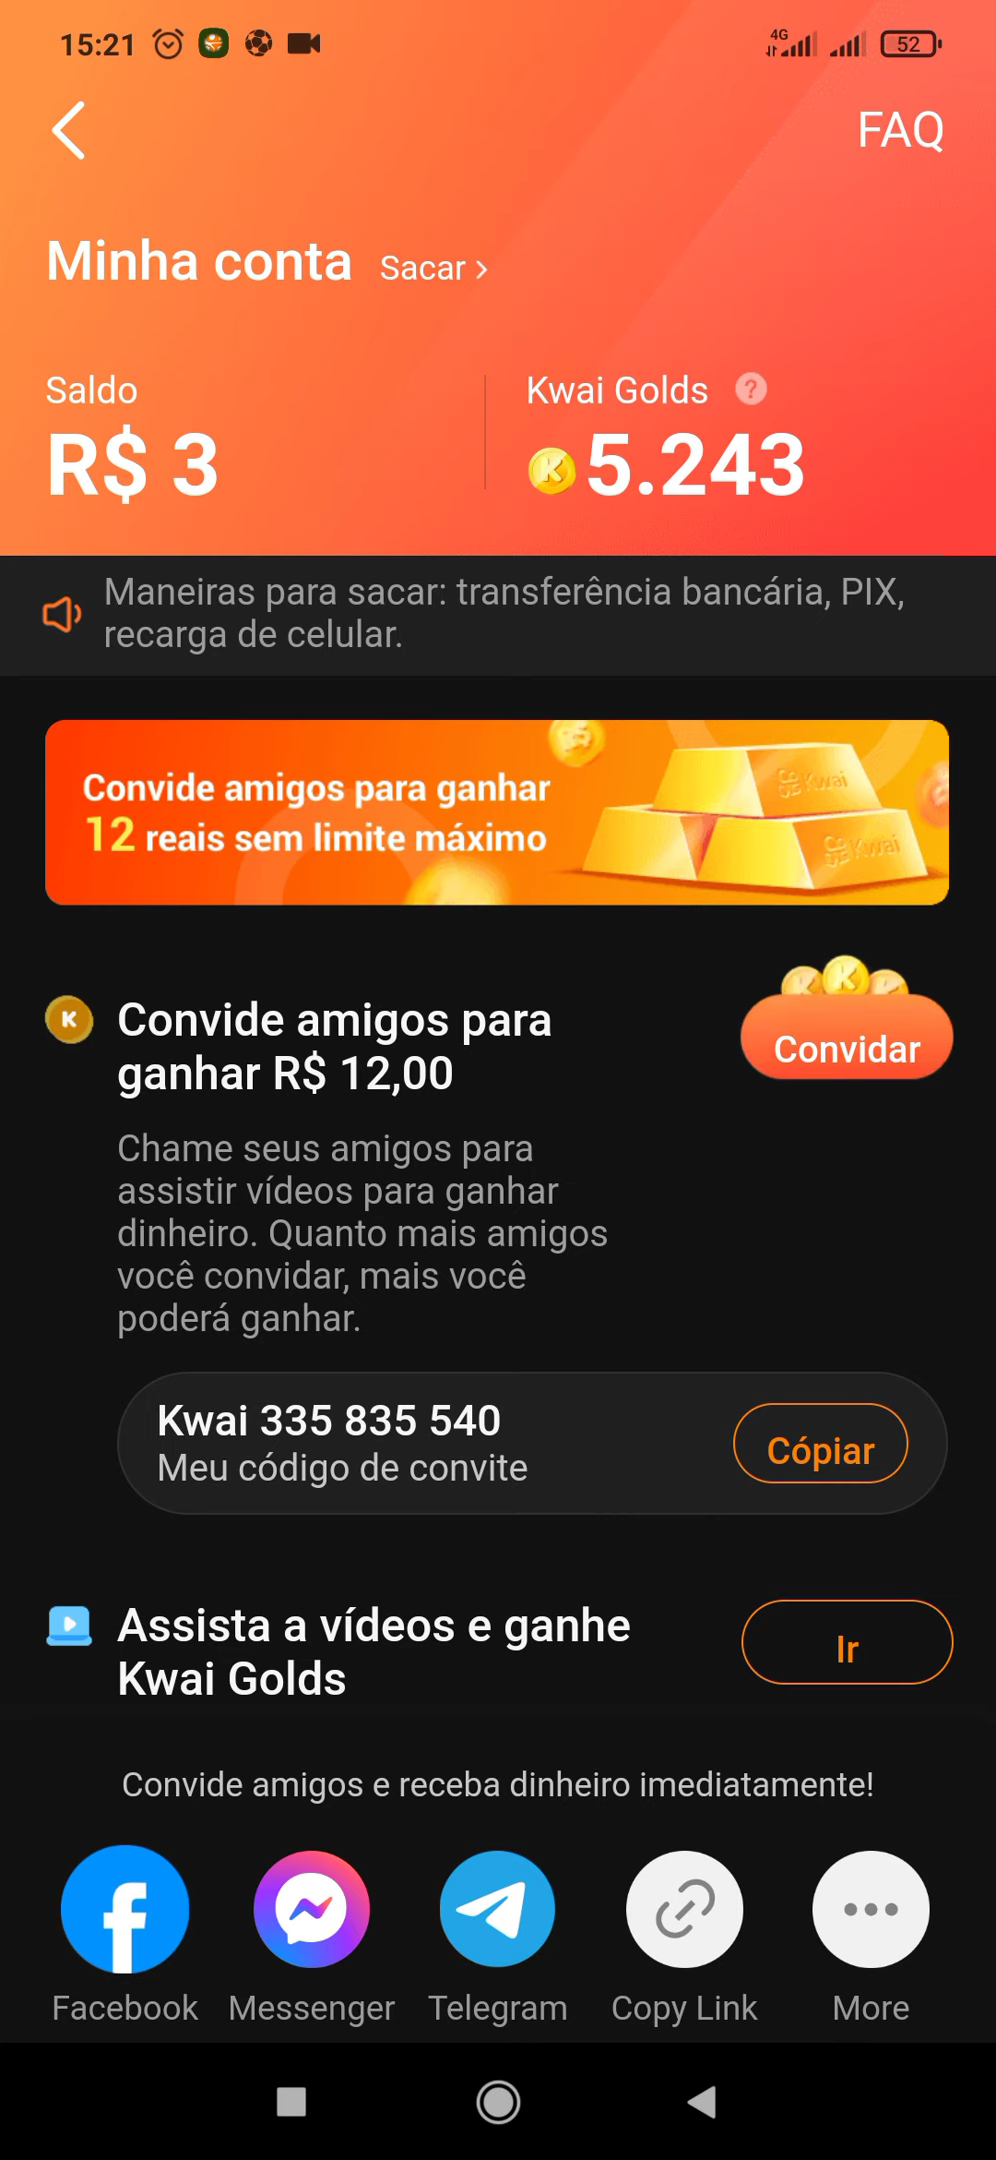 15:21
4G
52
FAQ
Minha conta Sacar >
Saldo
Kwai Golds ?
R$ 3
5.243
Maneiras para sacar: transferência bancária, PIX,
recarga de celular.
Convide amigos para ganhar
12 reais sem limite máximo
Kwai
Kwai
Convide amigos para
ganhar R$ 12,00
Convidar
Chame seus amigos para
assistir vídeos para ganhar
dinheiro. Quanto mais amigos
você convidar, mais você
poderá ganhar.
Kwai 335 835 540
Meu código de convite
Cópiar
Assista a vídeos e ganhe
Kwai Golds
Ir
Convide amigos e receba dinheiro imediatamente!
Facebook Messenger Telegram Copy Link More